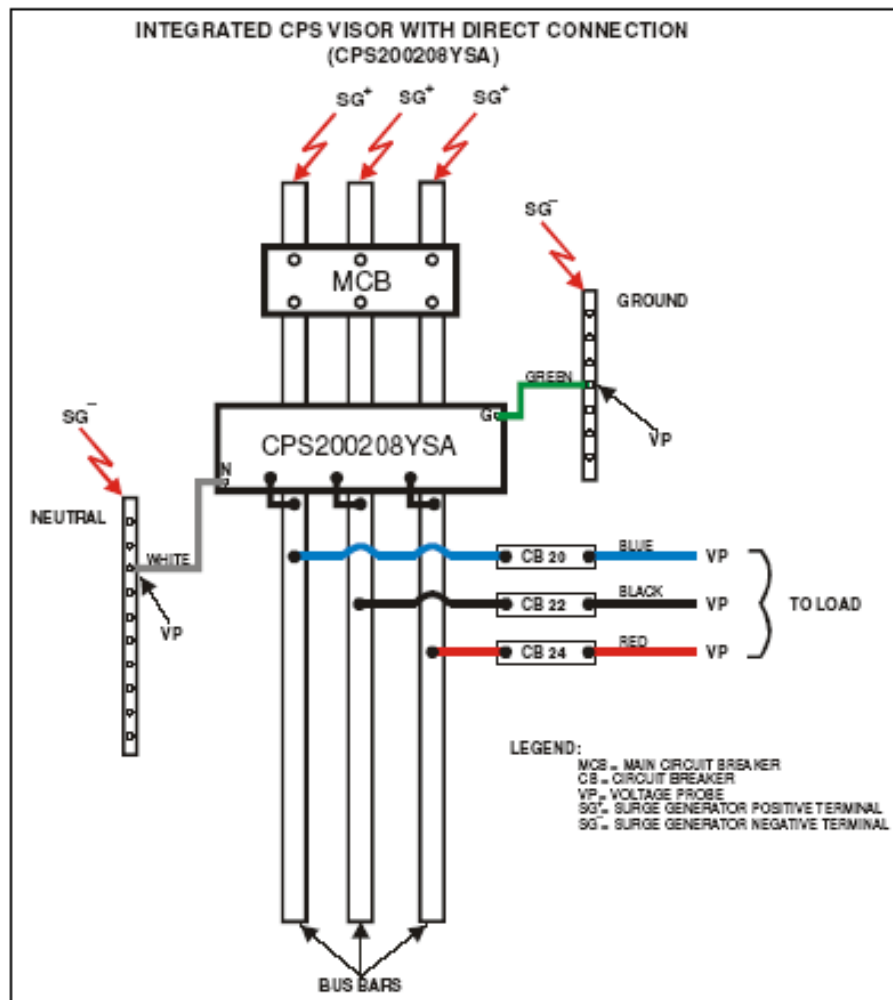 INTEGRATED CPS VISOR WITH DIRECT CONNECTION
(CPS200208YSA)
SG+ SG+ SG+
SG-
MCB
GROUND
GREEN
G
VP
SG-
CPS200208YSA
N
NEUTRAL
WHITE
VP
CB 20 BLUE VP
CB 22 BLACK VP
TO LOAD
CB 24 RED VP
LEGEND:
MCB = MAIN CIRCUIT BREAKER
CB = CIRCUIT BREAKER
VP = VOLTAGE PROBE
SG+= SURGE GENERATOR POSITIVE TERMINAL
SG-= SURGE GENERATOR NEGATIVE TERMINAL
BUS BARS